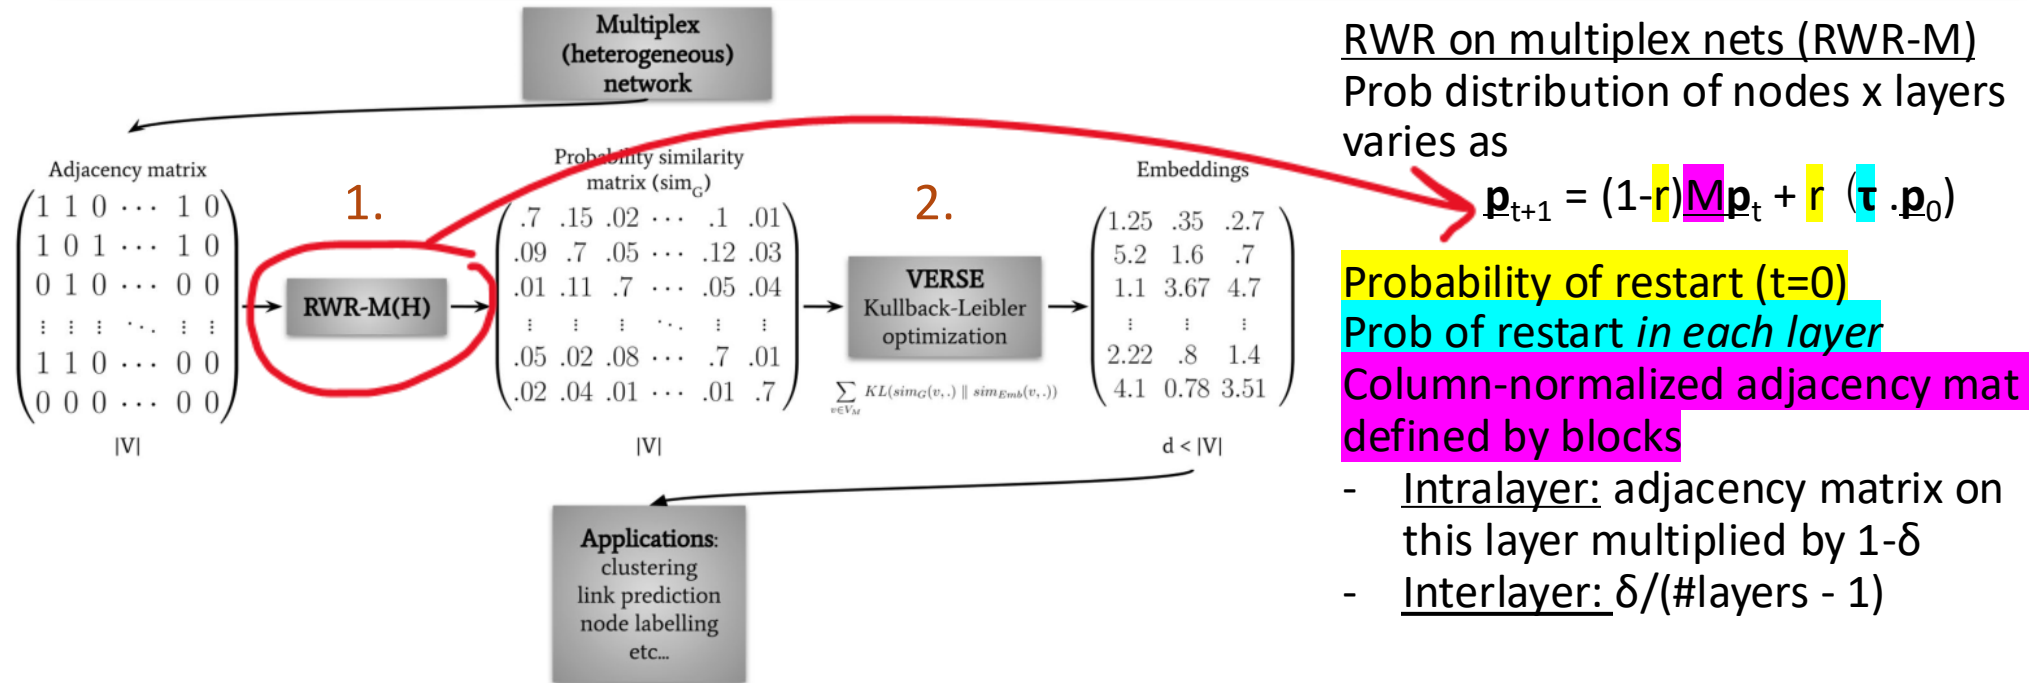 Multiplex
(heterogeneous)
network
Adjacency matrix
1 1 0 ⋯ 1 0
1 0 1 ⋯ 1 0
0 1 0 ⋯ 0 0
⋮ ⋮ ⋮ ⋱ ⋮ ⋮
1 1 0 ⋯ 0 0
0 0 0 ⋯ 0 0
|V|
1.
RWR-M(H)
Probability similarity
matrix (sim_G)
.7 .15 .02 ⋯ .1 .01
.09 .7 .05 ⋯ .12 .03
.01 .11 .7 ⋯ .05 .04
⋮ ⋮ ⋮ ⋱ ⋮ ⋮
.05 .02 .08 ⋯ .7 .01
.02 .04 .01 ⋯ .01 .7
|V|
2.
VERSE
Kullback-Leibler
optimization
∑_{v∈V_M} KL(sim_G(v,.) ∥ sim_Emb(v,.))
Embeddings
1.25 .35 .2.7
5.2 1.6 .7
1.1 3.67 4.7
⋮ ⋮ ⋮
2.22 .8 1.4
4.1 0.78 3.51
d < |V|
Applications:
clustering
link prediction
node labelling
etc...
RWR on multiplex nets (RWR-M)
Prob distribution of nodes x layers
varies as
p_{t+1} = (1-r)Mp_t + r (τ .p_0)
Probability of restart (t=0)
Prob of restart in each layer
Column-normalized adjacency mat
defined by blocks
- Intralayer: adjacency matrix on
this layer multiplied by 1-δ
- Interlayer: δ/(#layers - 1)